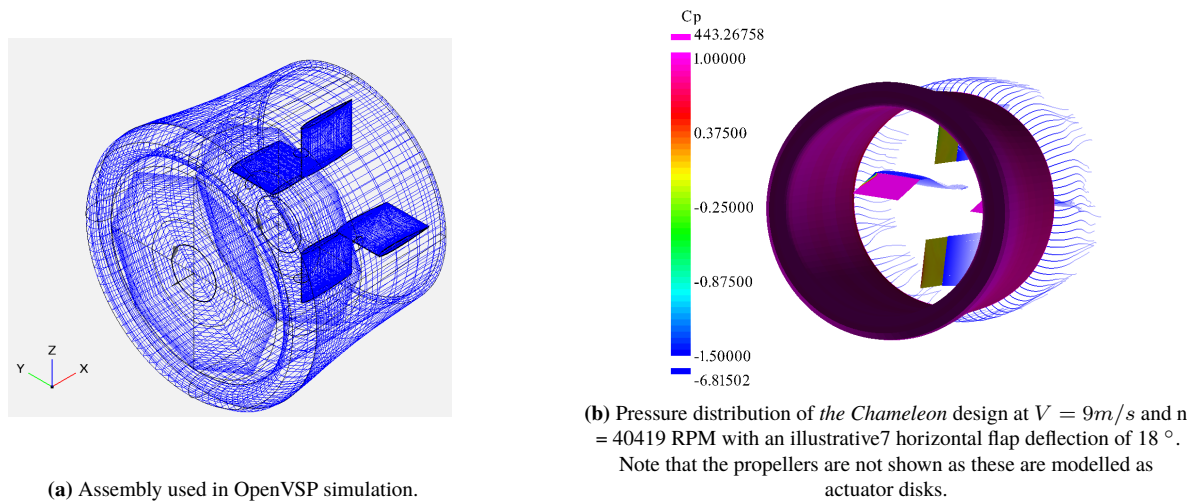 Z
Y
X
(a) Assembly used in OpenVSP simulation.
Cp
443.26758
1.00000
0.37500
-0.25000
-0.87500
-1.50000
-6.81502
(b) Pressure distribution of the Chameleon design at V = 9m/s and n
= 40419 RPM with an illustrative7 horizontal flap deflection of 18 °.
Note that the propellers are not shown as these are modelled as
actuator disks.